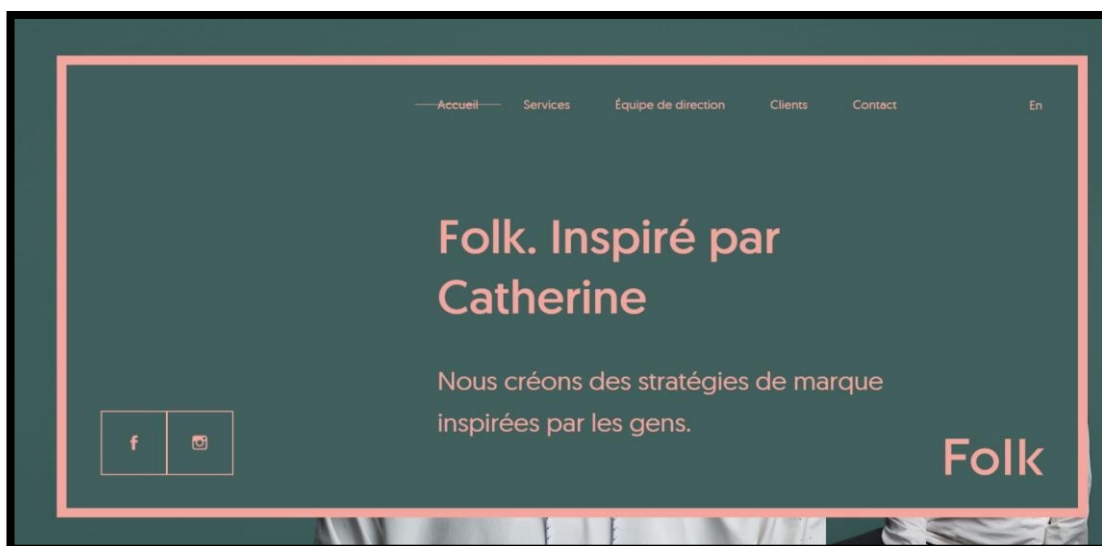 Accueil Services Équipe de direction Clients Contact En
Folk. Inspiré par
Catherine
Nous créons des stratégies de marque
inspirées par les gens.
f
Folk